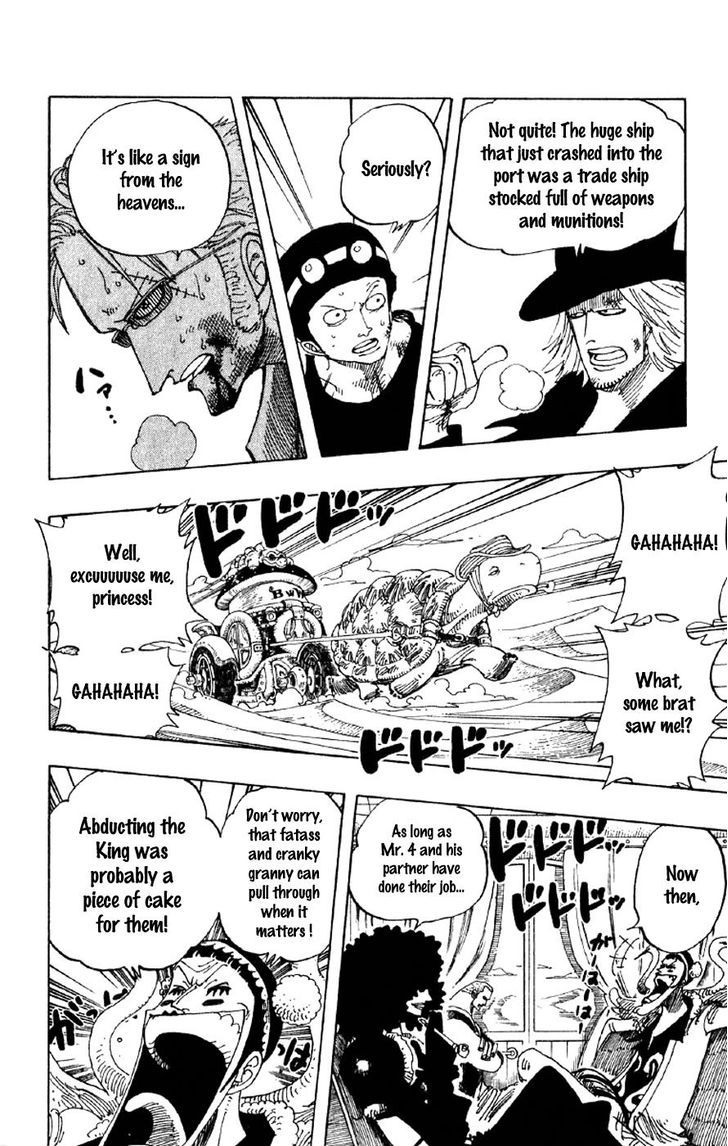 Not quite! The huge ship
that just crashed into the
port was a trade ship
stocked full of weapons
and munitions!
Seriously?
It's like a sign
from the
heavens...
ハァ…
GAHAHAHA!
What,
some brat
saw me!?
ドドドッ
Well,
excuuuuuse me,
princess!
GAHAHAHA!
ドドドッ
Now
then,
ドドドッ
ドドドッ
As long as
Mr. 4 and his
partner have
done their job...
Don't worry,
that fatass
and cranky
granny can
pull through
when it
matters !
Abducting the
King was
probably a
piece of cake
for them!
がっ
はっ